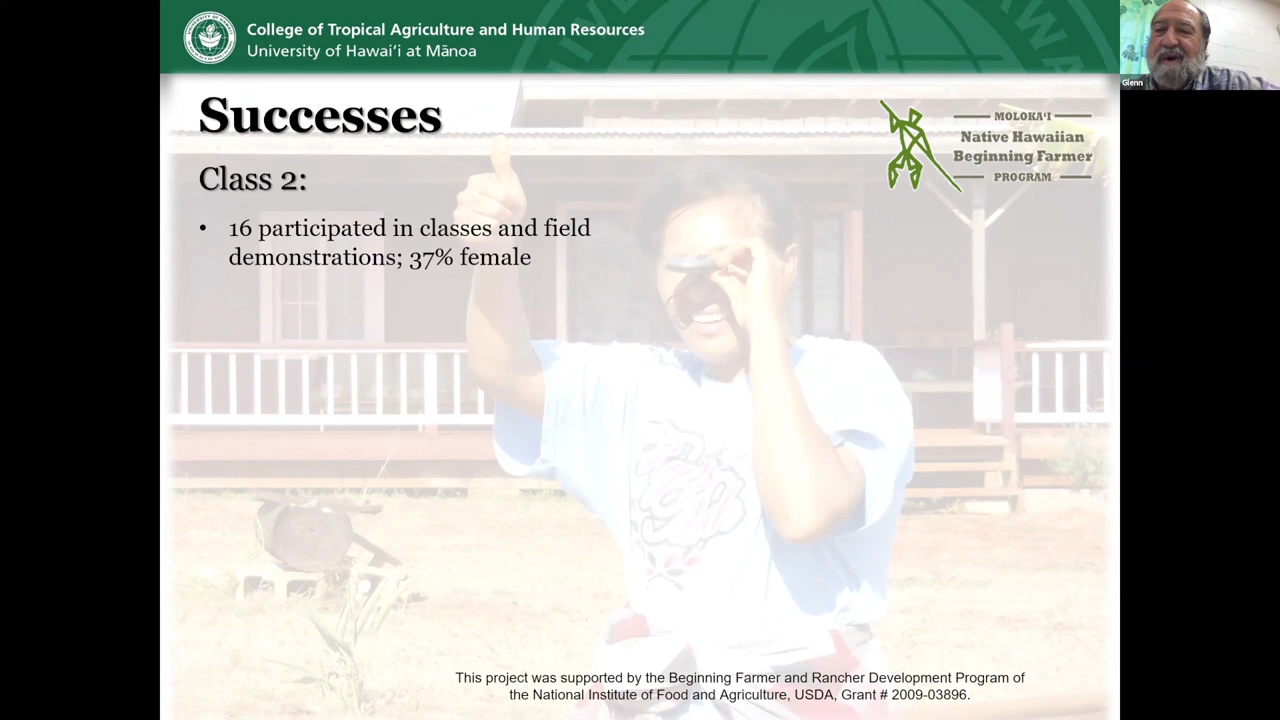 College of Tropical Agriculture and Human Resources
University of Hawai‘i at Mānoa
Glenn
Successes
MOLOKA‘I
Native Hawaiian
Beginning Farmer
PROGRAM
Class 2:
• 16 participated in classes and field
demonstrations; 37% female
This project was supported by the Beginning Farmer and Rancher Development Program of
the National Institute of Food and Agriculture, USDA, Grant # 2009-03896.